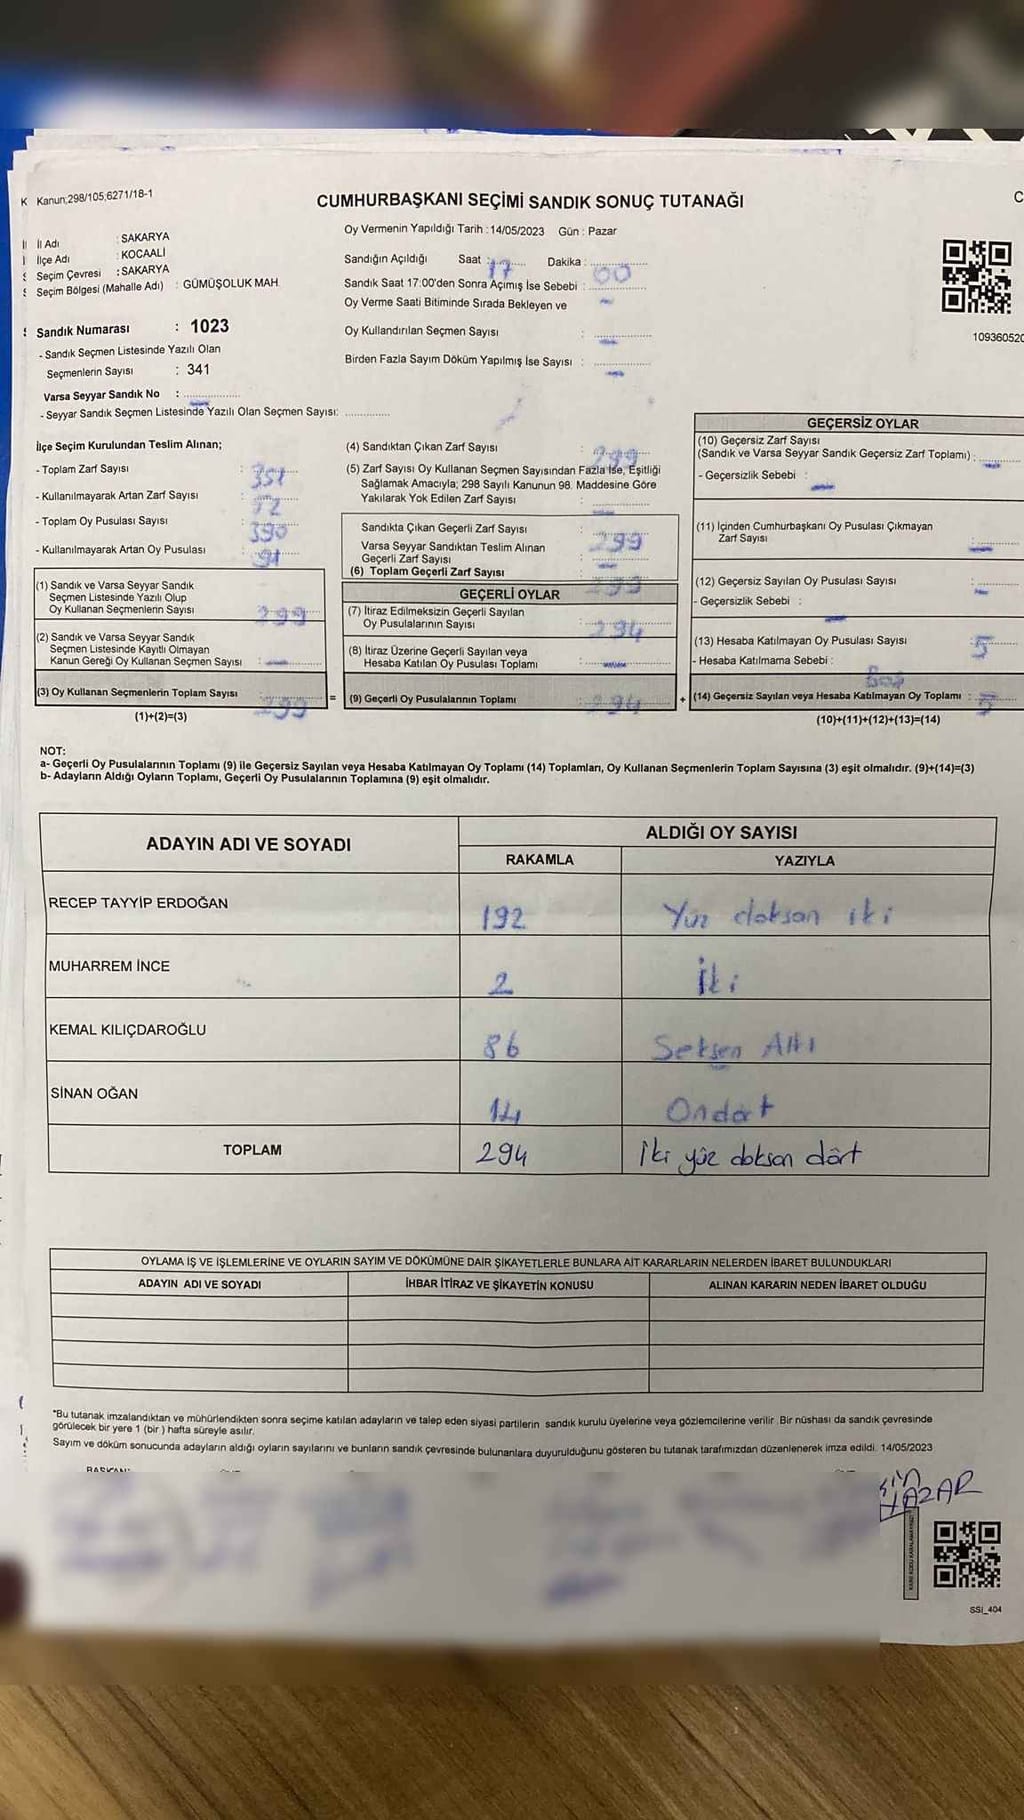 Kanun;298/105;6271/18-1
CUMHURBAŞKANI SEÇİMİ SANDIK SONUÇ TUTANAĞI
İl Adı : SAKARYA
İlçe Adı : KOCAALİ
Seçim Çevresi : SAKARYA
Seçim Bölgesi (Mahalle Adı) : GÜMÜŞOLUK MAH
Sandık Numarası : 1023
- Sandık Seçmen Listesinde Yazılı Olan
Seçmenlerin Sayısı : 341
Varsa Seyyar Sandık No :
- Seyyar Sandık Seçmen Listesinde Yazılı Olan Seçmen Sayısı:
Oy Vermenin Yapıldığı Tarih : 14/05/2023 Gün : Pazar
Sandığın Açıldığı Saat : 17 Dakika : 00
Sandık Saat 17:00'den Sonra Açımış İse Sebebi :
Oy Verme Saati Bitiminde Sırada Bekleyen ve
Oy Kullandırılan Seçmen Sayısı :
Birden Fazla Sayım Döküm Yapılmış İse Sayısı :
109360520
İlçe Seçim Kurulundan Teslim Alınan;
- Toplam Zarf Sayısı : 351
- Kullanılmayarak Artan Zarf Sayısı : 52
- Toplam Oy Pusulası Sayısı : 390
- Kullanılmayarak Artan Oy Pusulası : 91
(1) Sandık ve Varsa Seyyar Sandık
Seçmen Listesinde Yazılı Olup
Oy Kullanan Seçmenlerin Sayısı : 299
(2) Sandık ve Varsa Seyyar Sandık
Seçmen Listesinde Kayıtlı Olmayan
Kanun Gereği Oy Kullanan Seçmen Sayısı : —
(3) Oy Kullanan Seçmenlerin Toplam Sayısı : 299
(1)+(2)=(3)
=
(4) Sandıktan Çıkan Zarf Sayısı : 299
(5) Zarf Sayısı Oy Kullanan Seçmen Sayısından Fazla İse, Eşitliği
Sağlamak Amacıyla; 298 Sayılı Kanunun 98. Maddesine Göre
Yakılarak Yok Edilen Zarf Sayısı : —
Sandıkta Çıkan Geçerli Zarf Sayısı : 299
Varsa Seyyar Sandıktan Teslim Alınan
Geçerli Zarf Sayısı : —
(6) Toplam Geçerli Zarf Sayısı : 299
GEÇERLİ OYLAR
(7) İtiraz Edilmeksizin Geçerli Sayılan
Oy Pusulalarının Sayısı : 294
(8) İtiraz Üzerine Geçerli Sayılan veya
Hesaba Katılan Oy Pusulası Toplamı : —
(9) Geçerli Oy Pusulalarının Toplamı : 294
+
GEÇERSİZ OYLAR
(10) Geçersiz Zarf Sayısı
(Sandık ve Varsa Seyyar Sandık Geçersiz Zarf Toplamı) : —
- Geçersizlik Sebebi : —
(11) İçinden Cumhurbaşkanı Oy Pusulası Çıkmayan
Zarf Sayısı : —
(12) Geçersiz Sayılan Oy Pusulası Sayısı : —
- Geçersizlik Sebebi : —
(13) Hesaba Katılmayan Oy Pusulası Sayısı : 5
- Hesaba Katılmama Sebebi : Boş
(14) Geçersiz Sayılan veya Hesaba Katılmayan Oy Toplamı : 5
(10)+(11)+(12)+(13)=(14)
NOT:
a- Geçerli Oy Pusulalarının Toplamı (9) ile Geçersiz Sayılan veya Hesaba Katılmayan Oy Toplamı (14) Toplamları, Oy Kullanan Seçmenlerin Toplam Sayısına (3) eşit olmalıdır. (9)+(14)=(3)
b- Adayların Aldığı Oyların Toplamı, Geçerli Oy Pusulalarının Toplamına (9) eşit olmalıdır.
ADAYIN ADI VE SOYADI ALDIĞI OY SAYISI
RAKAMLA YAZIYLA
RECEP TAYYİP ERDOĞAN 192 Yüz doksan iki
MUHARREM İNCE 2 İki
KEMAL KILIÇDAROĞLU 86 Seksen Altı
SİNAN OĞAN 14 Ondört
TOPLAM 294 İki yüz doksan dört
OYLAMA İŞ VE İŞLEMLERİNE VE OYLARIN SAYIM VE DÖKÜMÜNE DAİR ŞİKAYETLERLE BUNLARA AİT KARARLARIN NELERDEN İBARET BULUNDUKLARI
ADAYIN ADI VE SOYADI İHBAR İTİRAZ VE ŞİKAYETİN KONUSU ALINAN KARARIN NEDEN İBARET OLDUĞU
*Bu tutanak imzalandıktan ve mühürlendikten sonra seçime katılan adayların ve talep eden siyasi partilerin sandık kurulu üyelerine veya gözlemcilerine verilir .Bir nüshası da sandık çevresinde
görülecek bir yere 1 (bir ) hafta süreyle asılır.
Sayım ve döküm sonucunda adayların aldığı oyların sayılarını ve bunların sandık çevresinde bulunanlara duyurulduğunu gösteren bu tutanak tarafımızdan düzenlenerek imza edildi. 14/05/2023
BAŞKAN:
YAZAR
SSİ_404